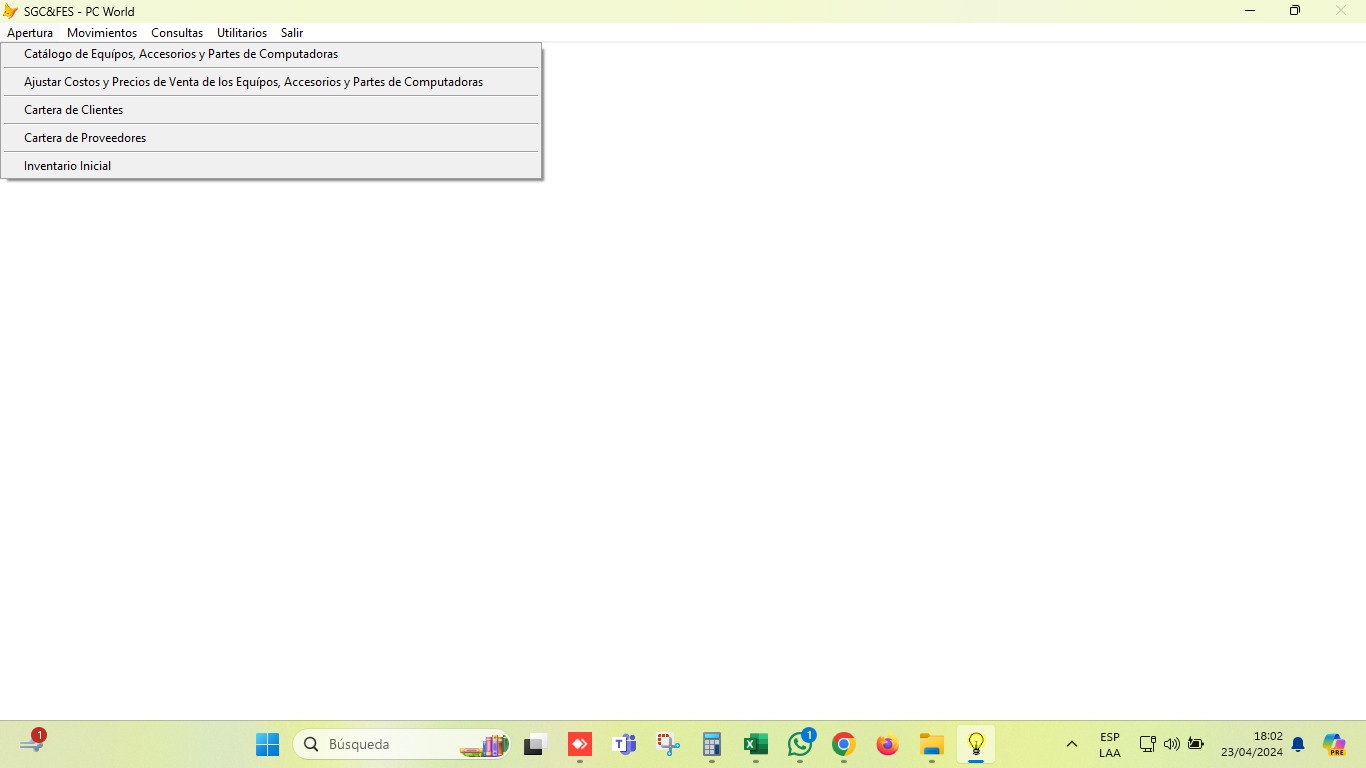 SGC&FES - PC World
Apertura Movimientos Consultas Utilitarios Salir
Catálogo de Equípos, Accesorios y Partes de Computadoras
Ajustar Costos y Precios de Venta de los Equípos, Accesorios y Partes de Computadoras
Cartera de Clientes
Cartera de Proveedores
Inventario Inicial
1
Búsqueda
1
ESP
LAA
18:02
23/04/2024
PRE